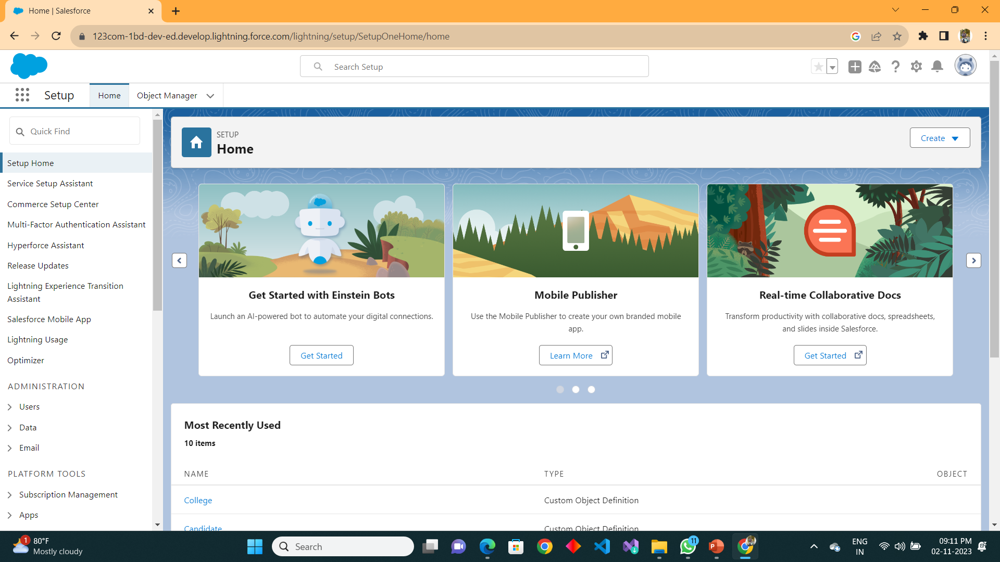 Home | Salesforce
123com-1bd-dev-ed.develop.lightning.force.com/lightning/setup/SetupOneHome/home
Search Setup
Setup
Home
Object Manager
Quick Find
Setup Home
Service Setup Assistant
Commerce Setup Center
Multi-Factor Authentication Assistant
Hyperforce Assistant
Release Updates
Lightning Experience Transition
Assistant
Salesforce Mobile App
Lightning Usage
Optimizer
ADMINISTRATION
Users
Data
Email
PLATFORM TOOLS
Subscription Management
Apps
SETUP
Home
Create
Get Started with Einstein Bots
Launch an AI-powered bot to automate your digital connections.
Get Started
Mobile Publisher
Use the Mobile Publisher to create your own branded mobile
app.
Learn More
Real-time Collaborative Docs
Transform productivity with collaborative docs, spreadsheets,
and slides inside Salesforce.
Get Started
Most Recently Used
10 items
NAME TYPE OBJECT
College Custom Object Definition
Candidate Custom Object Definition
1
80°F
Mostly cloudy
Search
11
ENG
IN
09:11 PM
02-11-2023